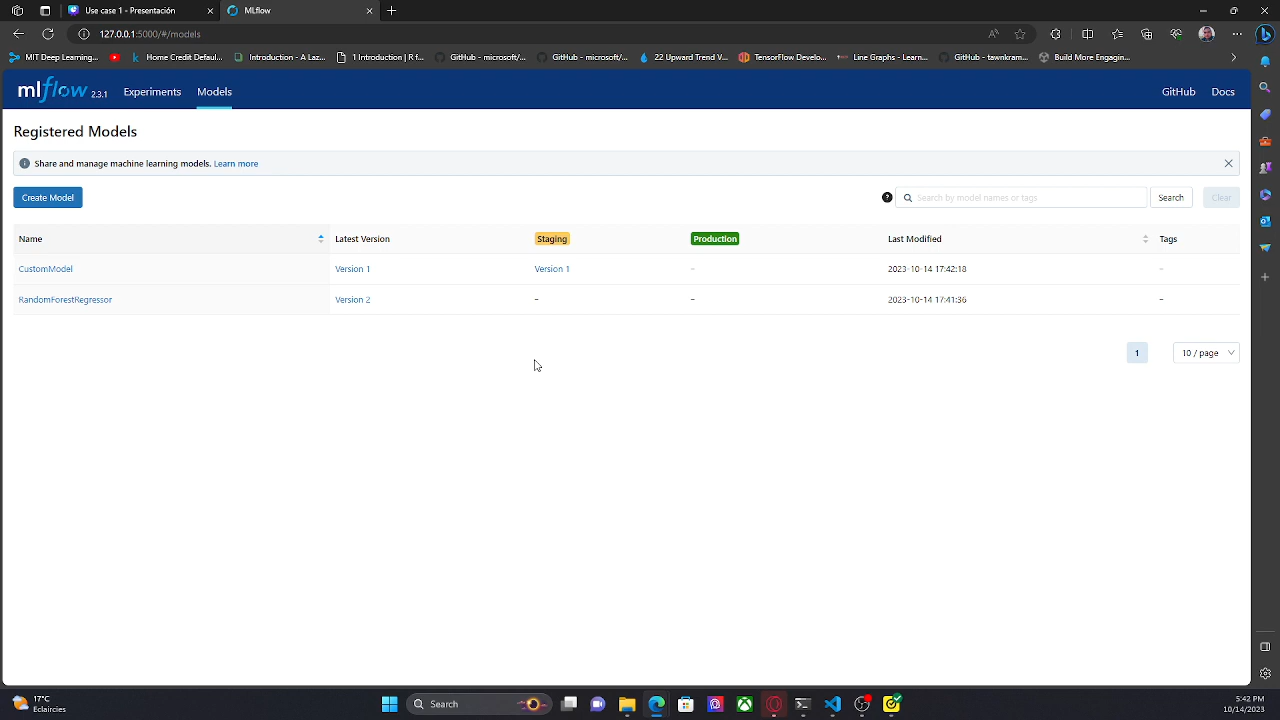 Use case 1 - Presentación
MLflow
127.0.0.1:5000/#/models
MIT Deep Learning...
Home Credit Defaul...
Introduction - A Laz...
1 Introduction | R f...
GitHub - microsoft/...
GitHub - microsoft/...
22 Upward Trend V...
TensorFlow Develo...
Line Graphs - Learn...
GitHub - tawnkram...
Build More Engagin...
mlflow 2.3.1
Experiments
Models
GitHub
Docs
Registered Models
Share and manage machine learning models. Learn more
Create Model
Search by model names or tags
Search
Clear
Name Latest Version Staging Production Last Modified Tags
CustomModel Version 1 Version 1 – 2023-10-14 17:42:18 –
RandomForestRegressor Version 2 – – 2023-10-14 17:41:36 –
1
10 / page
17°C
Eclaircies
Search
5:42 PM
10/14/2023